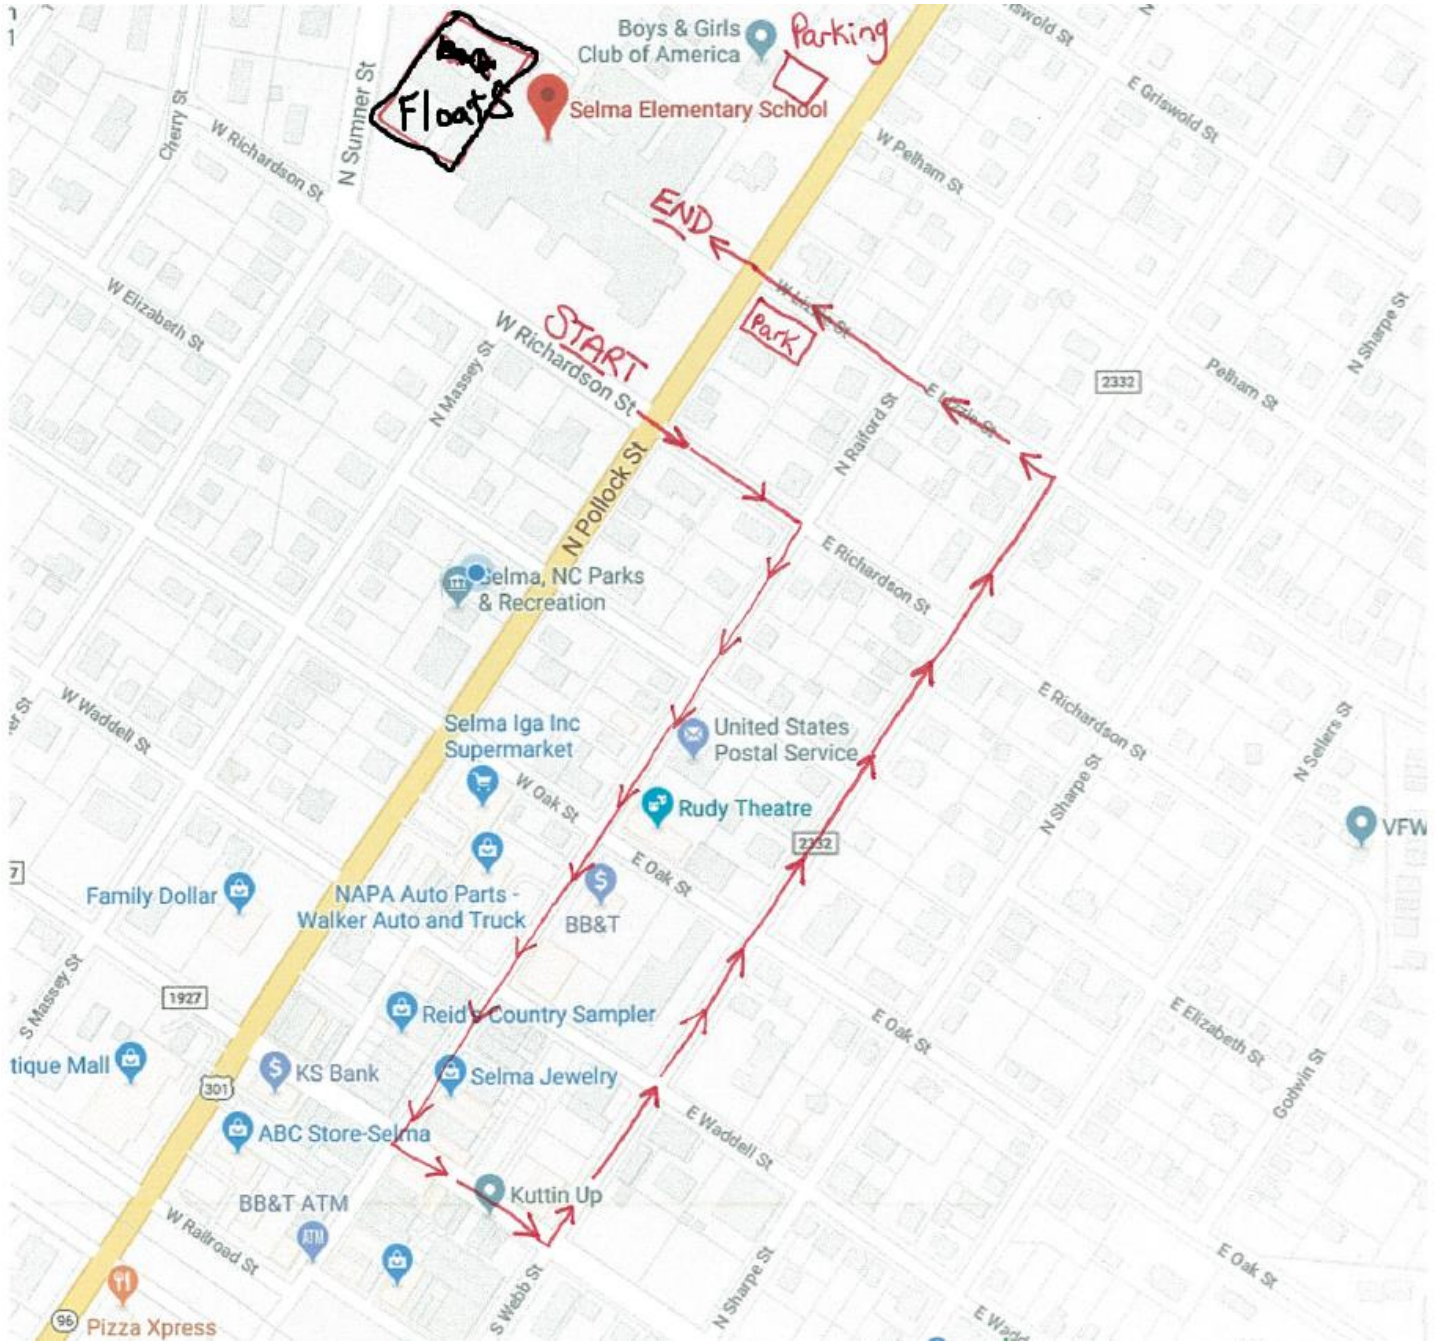 Boys & Girls
Club of America
Parking
Floats
Selma Elementary School
Cherry St
W Richardson St
N Sumner St
E Griswold St
W Pelham St
END
W Elizabeth St
START
W Richardson St
N Massey St
Park
E Lizzie St
N Raiford St
2332
Pelham St
N Sharpe St
N Pollock St
E Richardson St
Selma, NC Parks
& Recreation
W Waddell St
Selma Iga Inc
Supermarket
United States
Postal Service
E Richardson St
N Sellers St
N Sharpe St
W Oak St
Rudy Theatre
2332
VFW
7
Family Dollar
NAPA Auto Parts -
Walker Auto and Truck
E Oak St
BB&T
S Massey St
1927
Reid's Country Sampler
E Oak St
E Elizabeth St
Godwin St
tique Mall
301
KS Bank
Selma Jewelry
ABC Store-Selma
E Waddell St
BB&T ATM
ATM
Kuttin Up
W Railroad St
S Webb St
N Sharpe St
E Oak St
96
Pizza Xpress
E Wadd